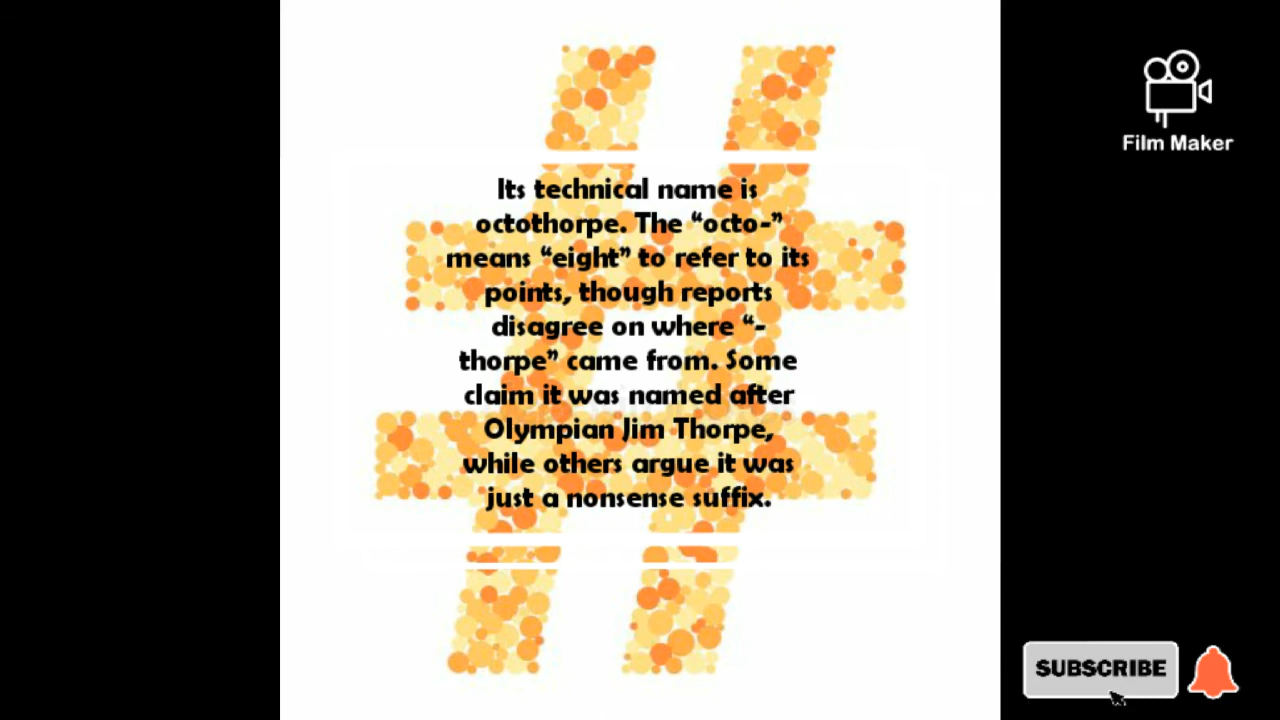 Film Maker
Its technical name is
octothorpe. The “octo-”
means “eight” to refer to its
points, though reports
disagree on where “-
thorpe” came from. Some
claim it was named after
Olympian Jim Thorpe,
while others argue it was
just a nonsense suffix.
SUBSCRIBE